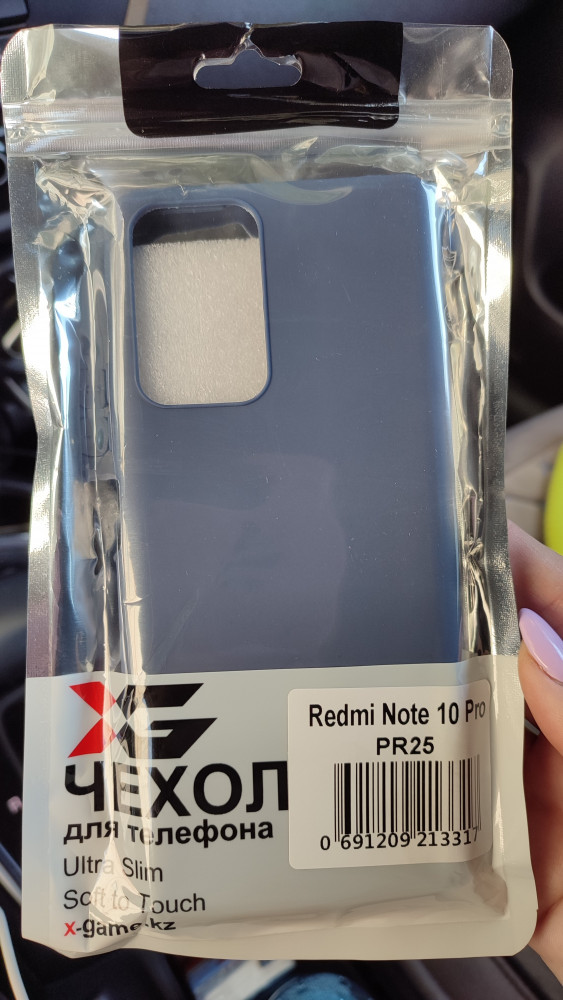 XG
ЧЕХОЛ
для телефона
Ultra Slim
Soft to Touch
x-game.kz
Redmi Note 10 Pro
PR25
0 691209 213317